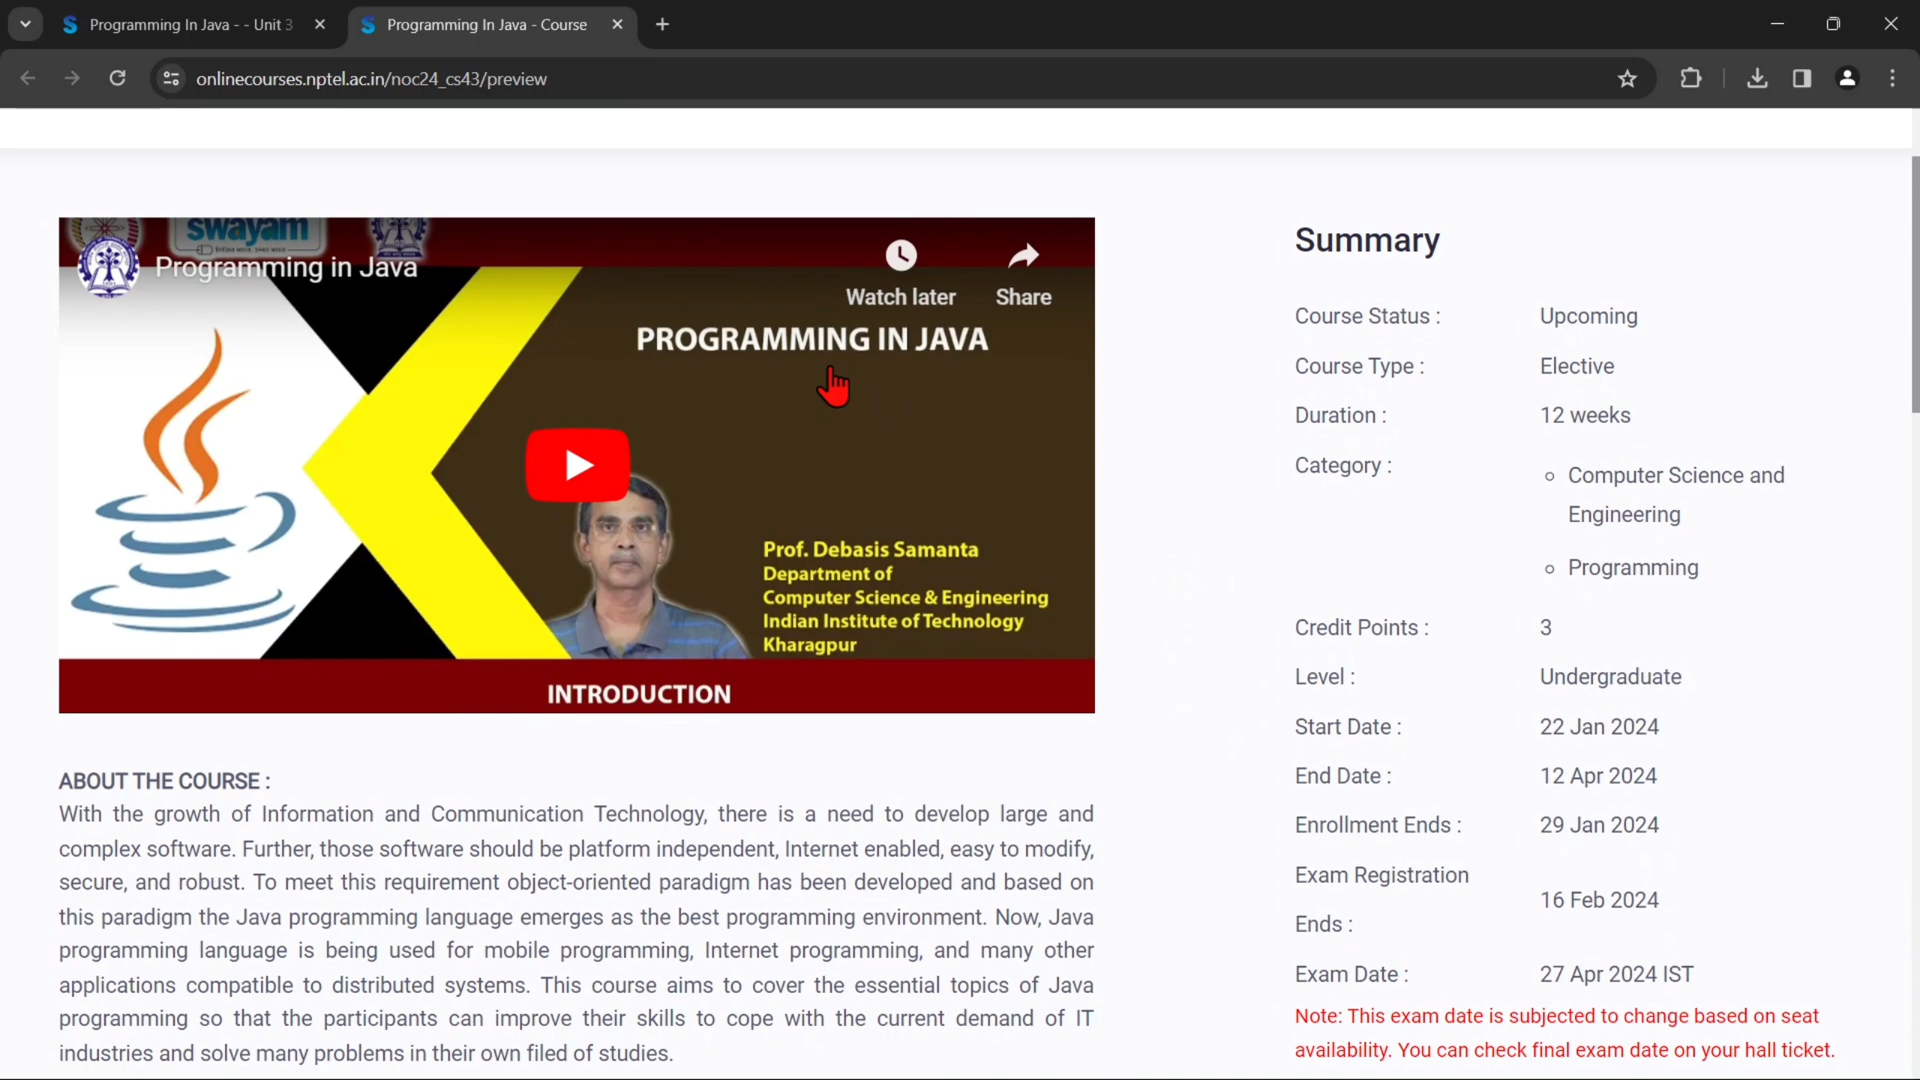 Programming In Java - - Unit 3
Programming In Java - Course
onlinecourses.nptel.ac.in/noc24_cs43/preview
swayam
Programming in Java
Watch later
Share
PROGRAMMING IN JAVA
Prof. Debasis Samanta
Department of
Computer Science & Engineering
Indian Institute of Technology
Kharagpur
INTRODUCTION
ABOUT THE COURSE :
With the growth of Information and Communication Technology, there is a need to develop large and
complex software. Further, those software should be platform independent, Internet enabled, easy to modify,
secure, and robust. To meet this requirement object-oriented paradigm has been developed and based on
this paradigm the Java programming language emerges as the best programming environment. Now, Java
programming language is being used for mobile programming, Internet programming, and many other
applications compatible to distributed systems. This course aims to cover the essential topics of Java
programming so that the participants can improve their skills to cope with the current demand of IT
industries and solve many problems in their own filed of studies.
Summary
Course Status : Upcoming
Course Type : Elective
Duration : 12 weeks
Category :
Computer Science and
Engineering
Programming
Credit Points : 3
Level : Undergraduate
Start Date : 22 Jan 2024
End Date : 12 Apr 2024
Enrollment Ends : 29 Jan 2024
Exam Registration
Ends :
16 Feb 2024
Exam Date : 27 Apr 2024 IST
Note: This exam date is subjected to change based on seat
availability. You can check final exam date on your hall ticket.